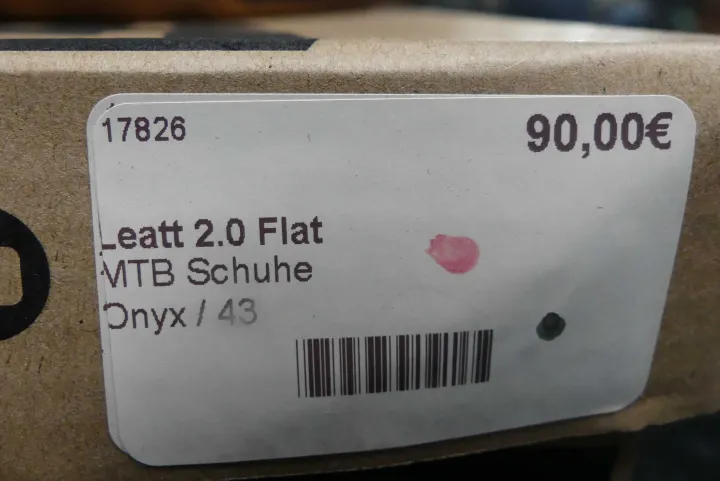 17826
90,00€
Leatt 2.0 Flat
MTB Schuhe
Onyx / 43